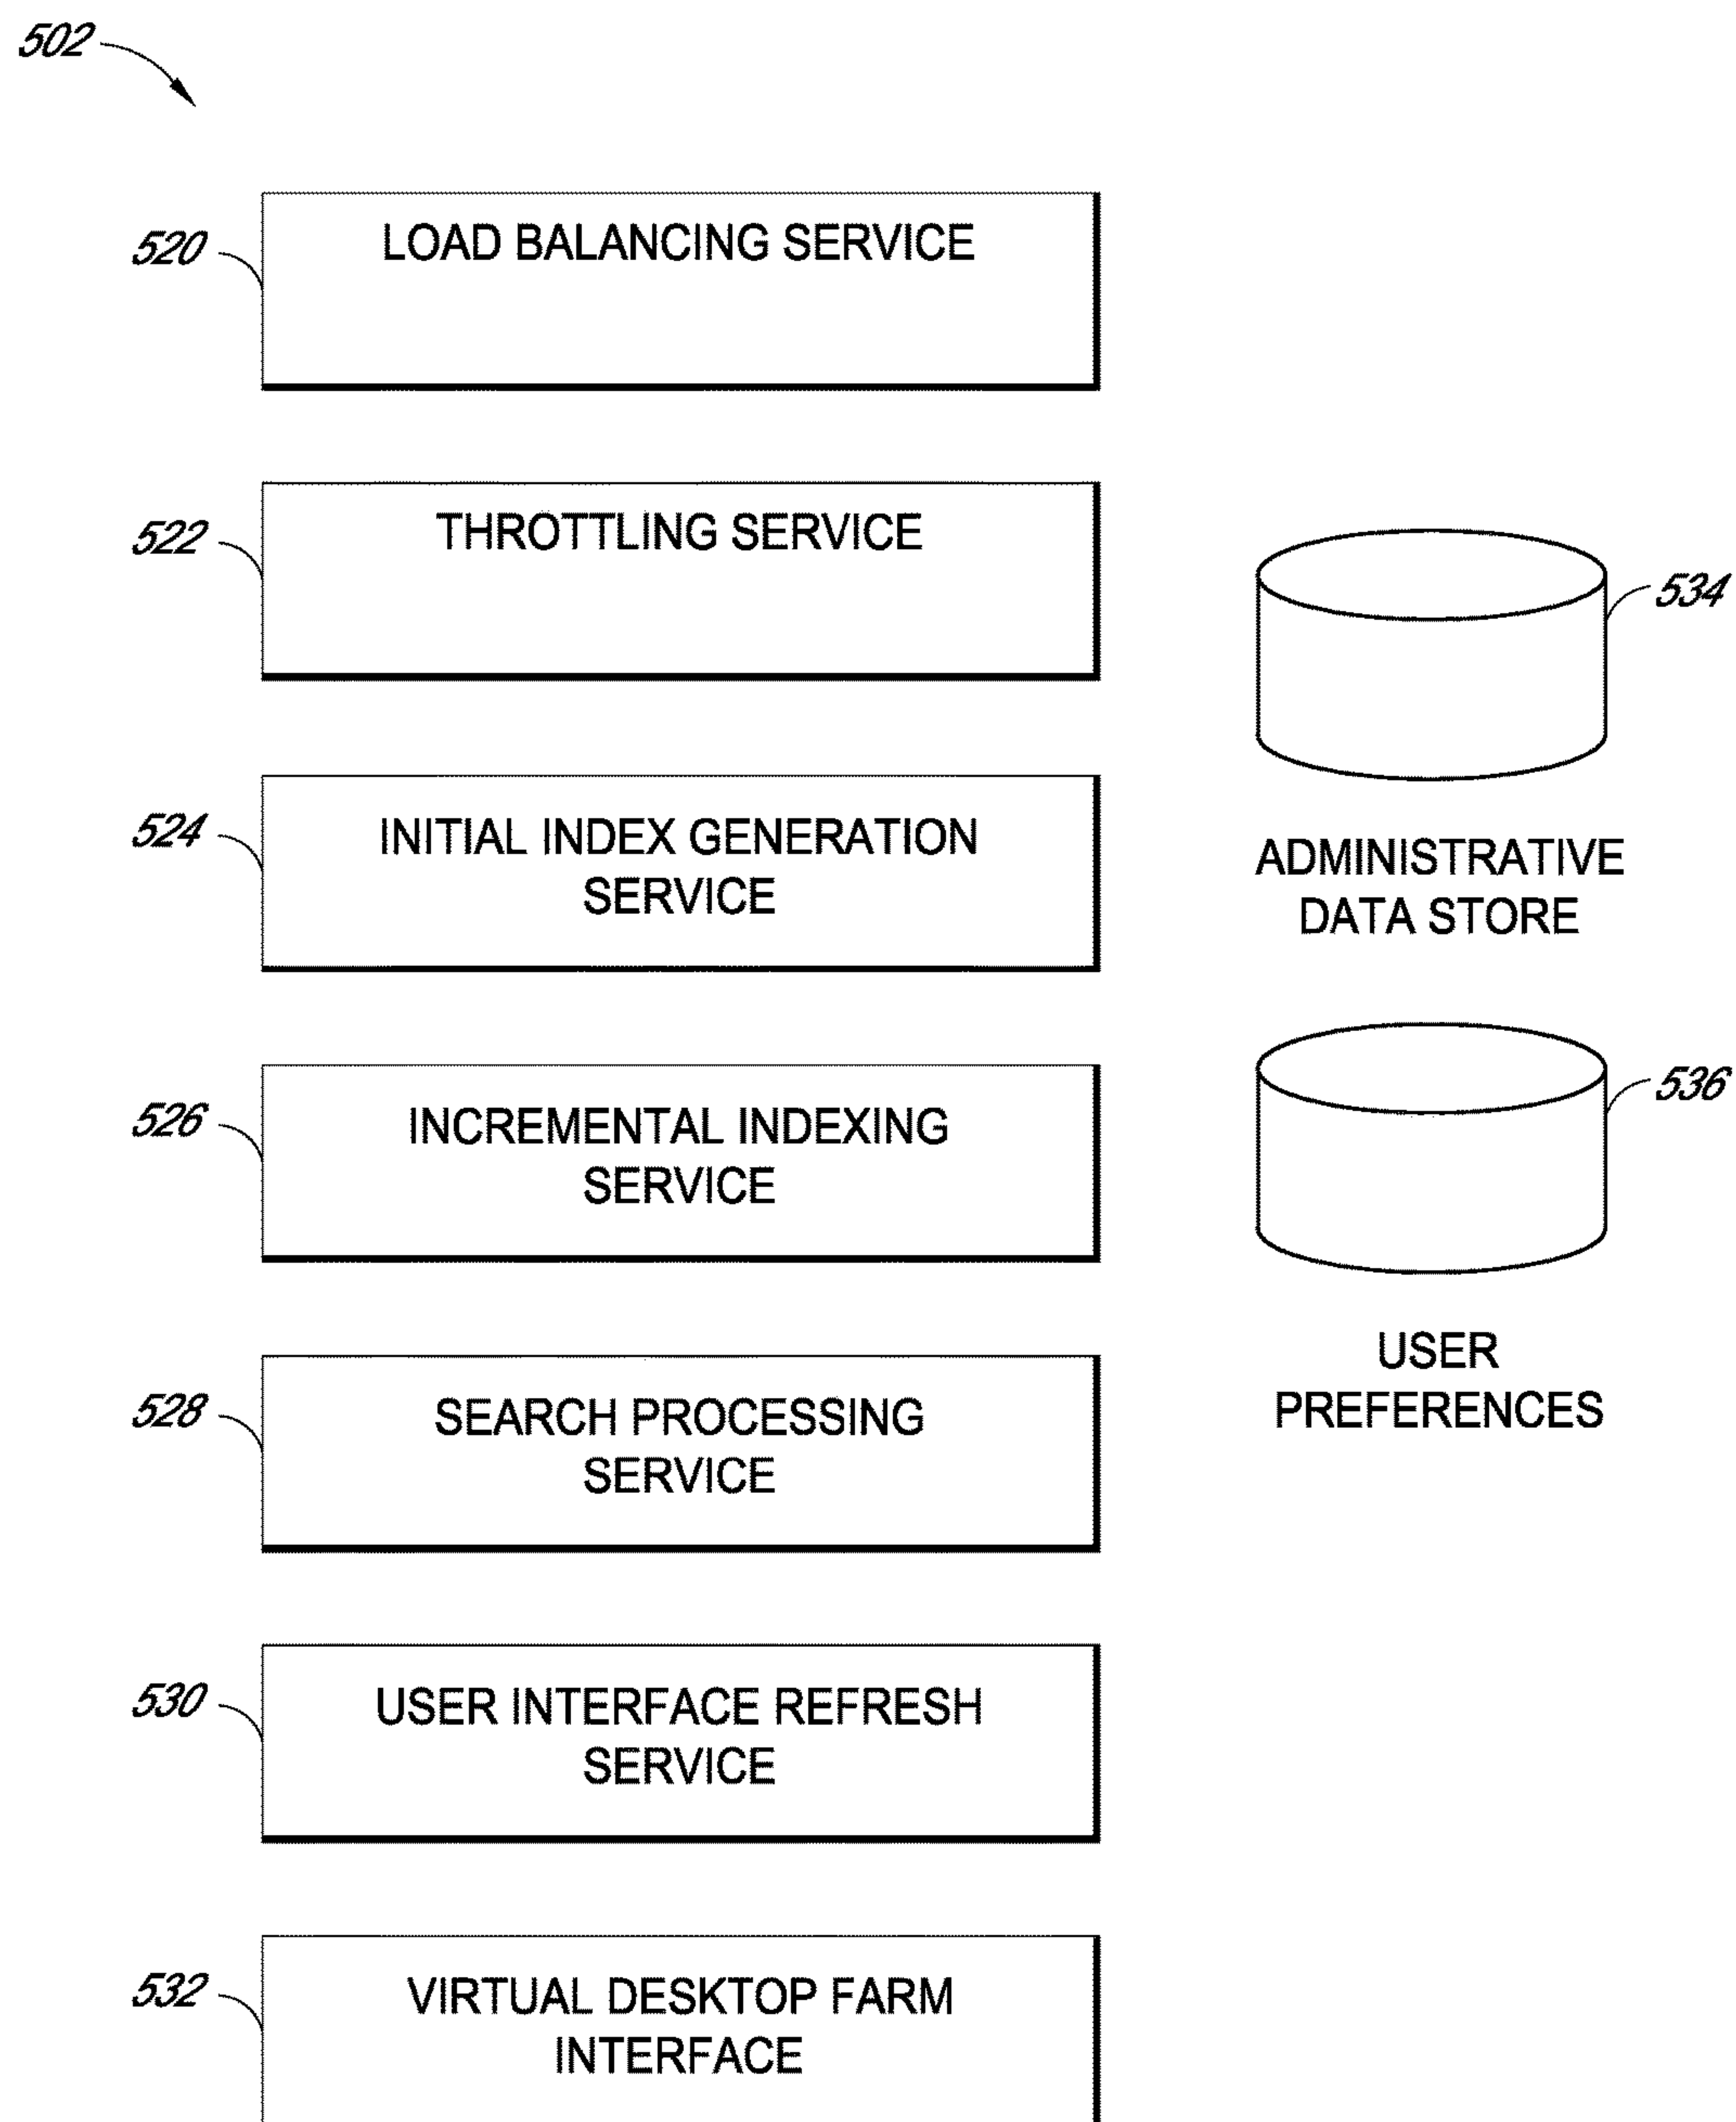 502
520
LOAD BALANCING SERVICE
522
THROTTLING SERVICE
534
524
INITIAL INDEX GENERATION
SERVICE
ADMINISTRATIVE
DATA STORE
526
INCREMENTAL INDEXING
SERVICE
536
528
SEARCH PROCESSING
SERVICE
USER
PREFERENCES
530
USER INTERFACE REFRESH
SERVICE
532
VIRTUAL DESKTOP FARM
INTERFACE